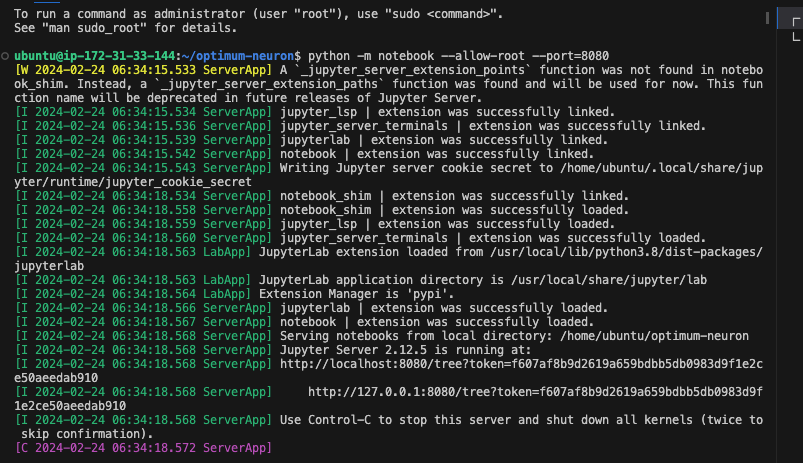 To run a command as administrator (user "root"), use "sudo <command>".
See "man sudo_root" for details.
ubuntu@ip-172-31-33-144:~/optimum-neuron$ python -m notebook --allow-root --port=8080
[W 2024-02-24 06:34:15.533 ServerApp] A `_jupyter_server_extension_points` function was not found in notebo
ok_shim. Instead, a `_jupyter_server_extension_paths` function was found and will be used for now. This fun
ction name will be deprecated in future releases of Jupyter Server.
[I 2024-02-24 06:34:15.534 ServerApp] jupyter_lsp | extension was successfully linked.
[I 2024-02-24 06:34:15.536 ServerApp] jupyter_server_terminals | extension was successfully linked.
[I 2024-02-24 06:34:15.539 ServerApp] jupyterlab | extension was successfully linked.
[I 2024-02-24 06:34:15.542 ServerApp] notebook | extension was successfully linked.
[I 2024-02-24 06:34:15.543 ServerApp] Writing Jupyter server cookie secret to /home/ubuntu/.local/share/jup
yter/runtime/jupyter_cookie_secret
[I 2024-02-24 06:34:18.534 ServerApp] notebook_shim | extension was successfully linked.
[I 2024-02-24 06:34:18.558 ServerApp] notebook_shim | extension was successfully loaded.
[I 2024-02-24 06:34:18.559 ServerApp] jupyter_lsp | extension was successfully loaded.
[I 2024-02-24 06:34:18.560 ServerApp] jupyter_server_terminals | extension was successfully loaded.
[I 2024-02-24 06:34:18.563 LabApp] JupyterLab extension loaded from /usr/local/lib/python3.8/dist-packages/
jupyterlab
[I 2024-02-24 06:34:18.563 LabApp] JupyterLab application directory is /usr/local/share/jupyter/lab
[I 2024-02-24 06:34:18.564 LabApp] Extension Manager is 'pypi'.
[I 2024-02-24 06:34:18.566 ServerApp] jupyterlab | extension was successfully loaded.
[I 2024-02-24 06:34:18.567 ServerApp] notebook | extension was successfully loaded.
[I 2024-02-24 06:34:18.568 ServerApp] Serving notebooks from local directory: /home/ubuntu/optimum-neuron
[I 2024-02-24 06:34:18.568 ServerApp] Jupyter Server 2.12.5 is running at:
[I 2024-02-24 06:34:18.568 ServerApp] http://localhost:8080/tree?token=f607af8b9d2619a659bdbb5db0983d9f1e2c
e50aeedab910
[I 2024-02-24 06:34:18.568 ServerApp]     http://127.0.0.1:8080/tree?token=f607af8b9d2619a659bdbb5db0983d9f
1e2ce50aeedab910
[I 2024-02-24 06:34:18.568 ServerApp] Use Control-C to stop this server and shut down all kernels (twice to
 skip confirmation).
[C 2024-02-24 06:34:18.572 ServerApp]